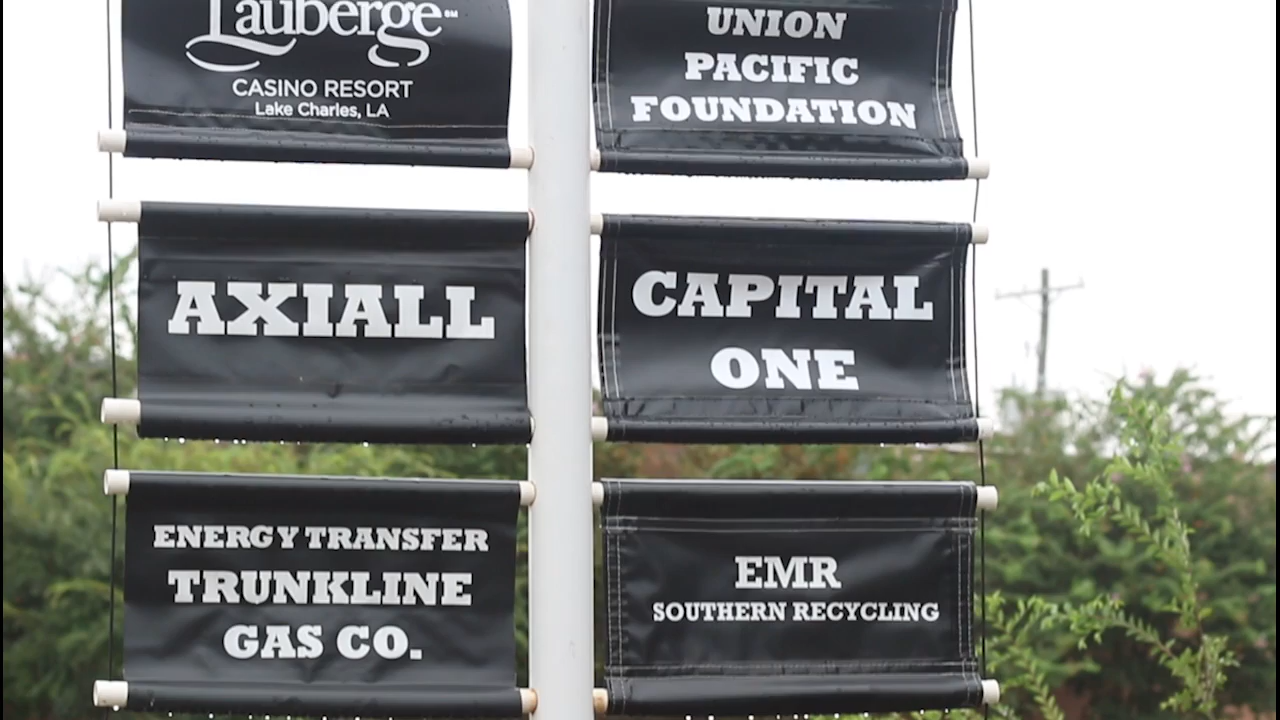 L'auberge SM
CASINO RESORT
Lake Charles, LA
UNION
PACIFIC
FOUNDATION
AXIALL
CAPITAL
ONE
ENERGY TRANSFER
TRUNKLINE
GAS CO.
EMR
SOUTHERN RECYCLING